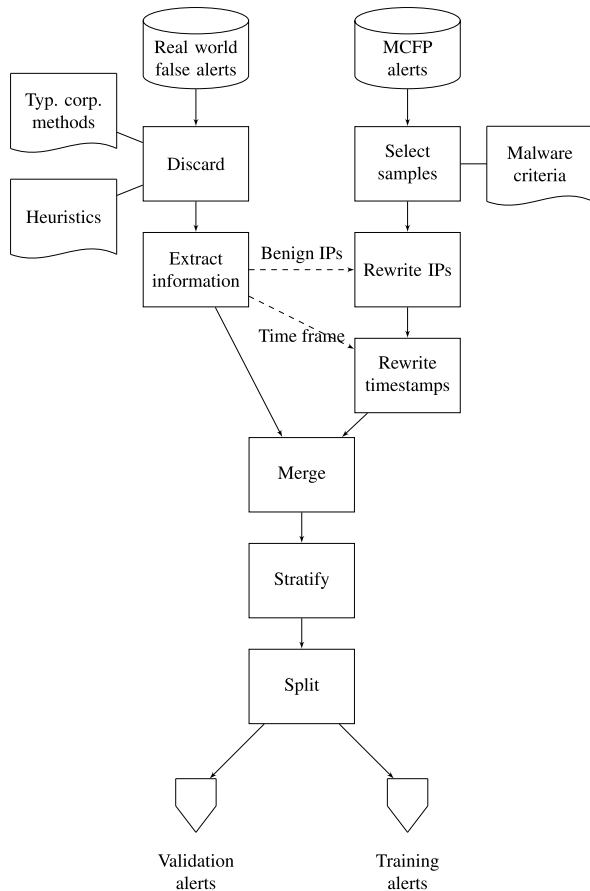 Real world
false alerts
MCFP
alerts
Typ. corp.
methods
Discard
Select
samples
Malware
criteria
Heuristics
Extract
information
Benign IPs
Rewrite IPs
Time frame
Rewrite
timestamps
Merge
Stratify
Split
Validation
alerts
Training
alerts